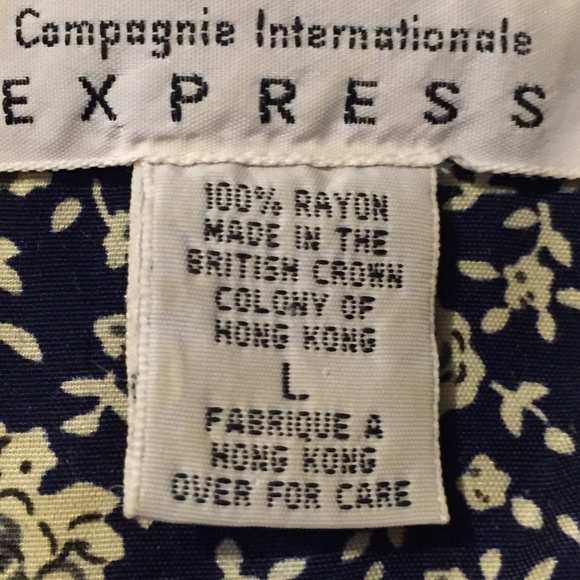 Compagnie Internationale
EXPRESS
100% RAYON
MADE IN THE
BRITISH CROWN
COLONY OF
HONG KONG
L
FABRIQUE A
HONG KONG
OVER FOR CARE